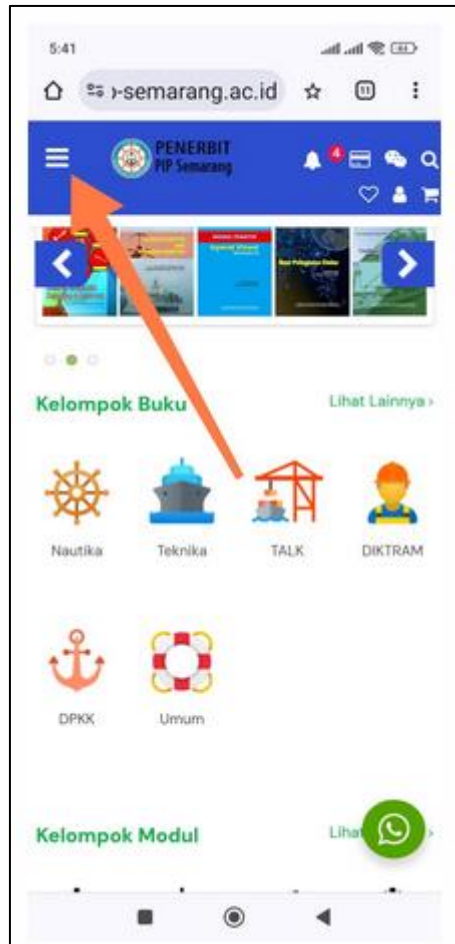 5:41
-semarang.ac.id
11
PENERBIT
PIP Semarang
4
Kelompok Buku
Lihat Lainnya ›
Nautika
Teknika
TALK
DIKTRAM
DPKK
Umum
Kelompok Modul
Lihat